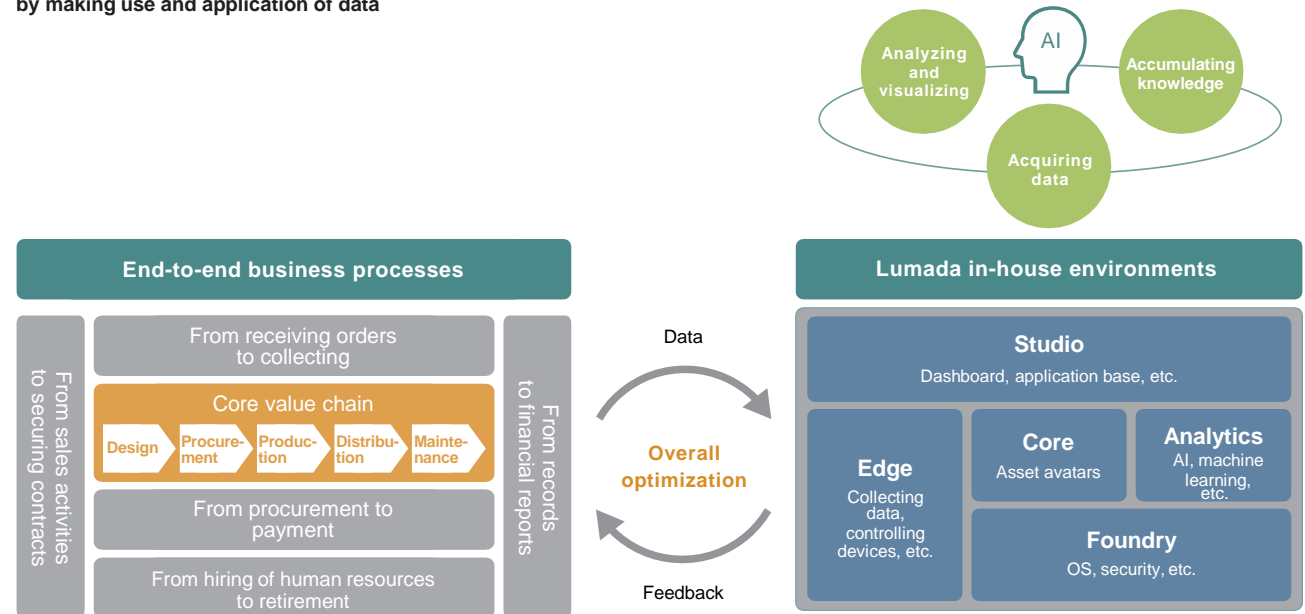 by making use and application of data
AI
Analyzing
and
visualizing
Accumulating
knowledge
Acquiring
data
End-to-end business processes
From sales activities
to securing contracts
From receiving orders
to collecting
Core value chain
Design
Procure-
ment
Produc-
tion
Distribu-
tion
Mainte-
nance
From procurement to
payment
From hiring of human resources
to retirement
From records
to financial reports
Data
Overall
optimization
Feedback
Lumada in-house environments
Studio
Dashboard, application base, etc.
Edge
Collecting
data,
controlling
devices, etc.
Core
Asset avatars
Analytics
AI, machine
learning,
etc.
Foundry
OS, security, etc.